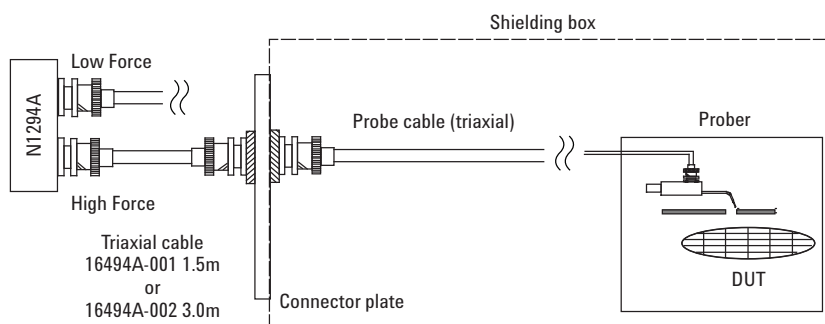 Shielding box
Low Force
N1294A
High Force
Triaxial cable
16494A-001 1.5m
or
16494A-002 3.0m
Connector plate
Probe cable (triaxial)
Prober
DUT